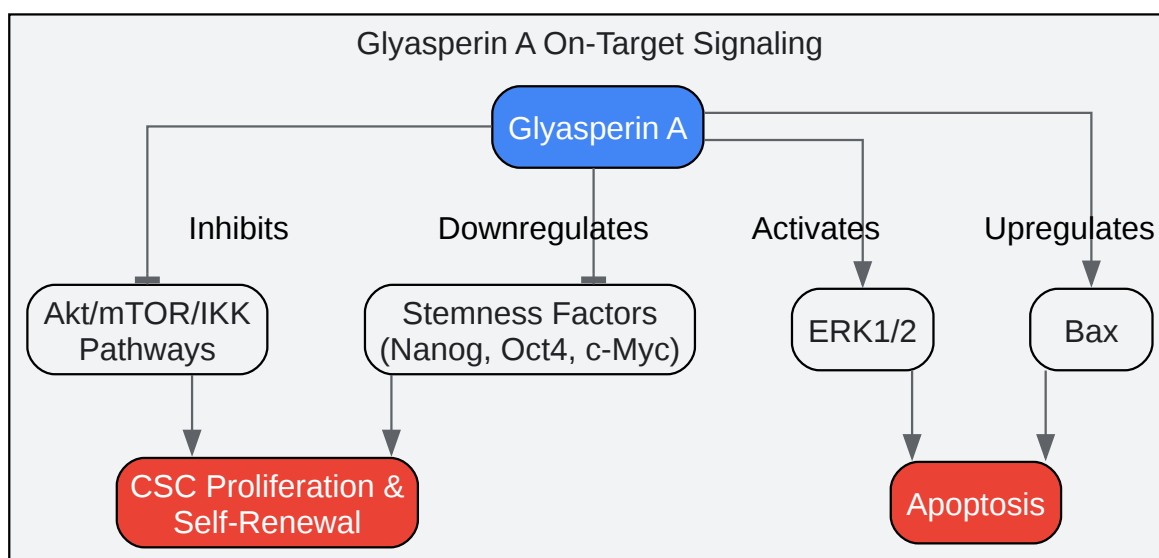 Glyasperin A On-Target Signaling
Glyasperin A
Inhibits
Downregulates
Activates
Upregulates
Akt/mTOR/IKK
Pathways
Stemness Factors
(Nanog, Oct4, c-Myc)
ERK1/2
Bax
CSC Proliferation &
Self-Renewal
Apoptosis